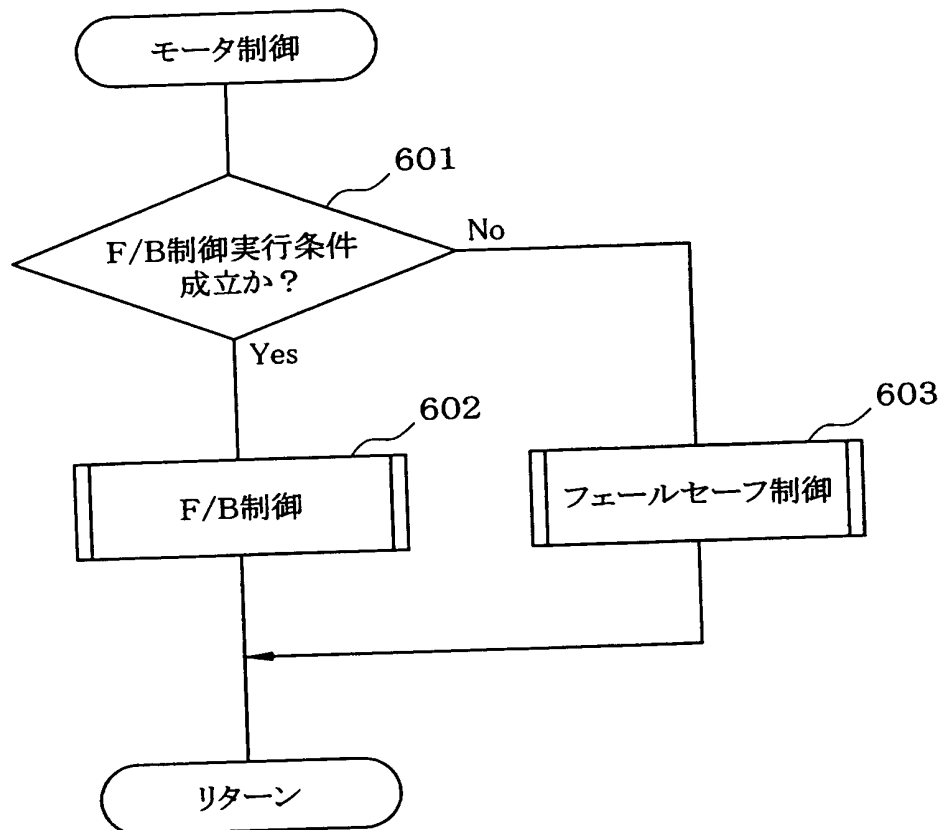 モータ制御
601
F/B制御実行条件
成立か？
No
Yes
602
603
F/B制御
フェールセーフ制御
リターン